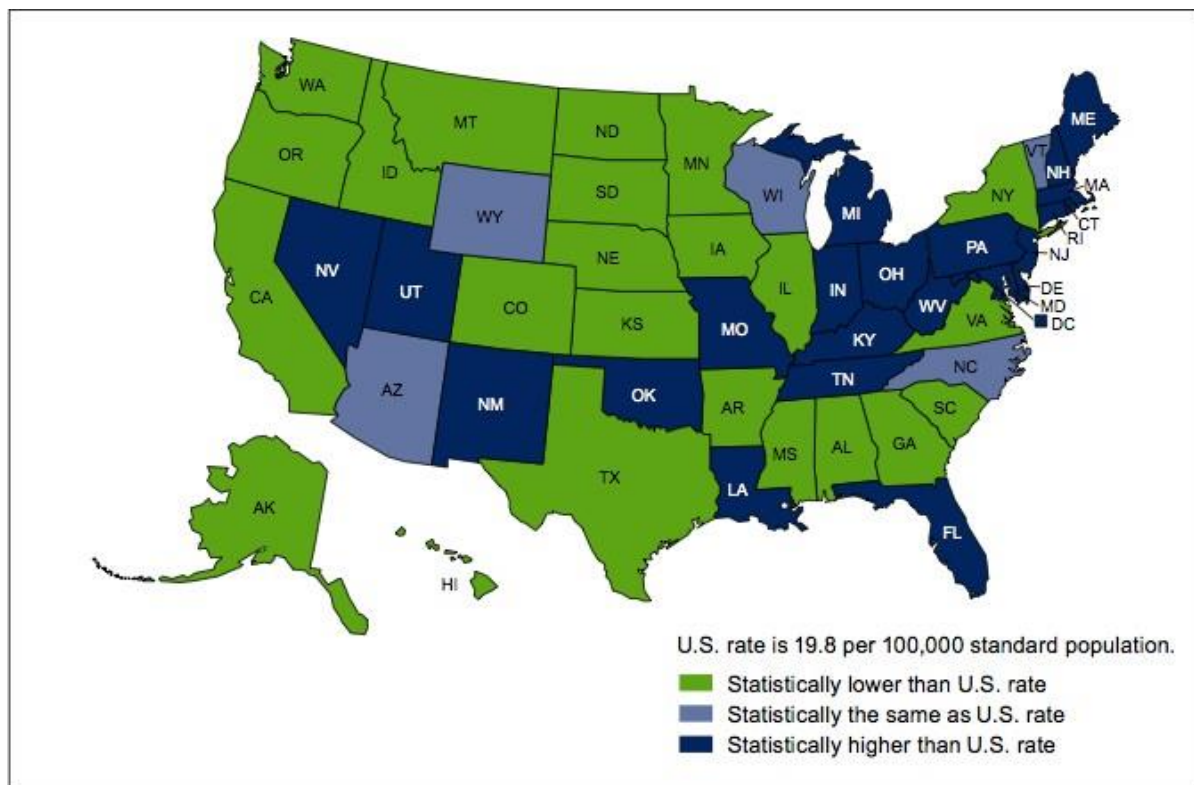 WA
MT
ND
MN
ME
VT
NH
MA
OR
ID
SD
WI
NY
CT
RI
WY
MI
PA
NJ
NE
IA
OH
DE
NV
UT
IL
IN
MD
CA
CO
KS
MO
WV
DC
KY
VA
AZ
NM
OK
TN
NC
AR
SC
TX
MS
AL
GA
LA
AK
FL
HI
U.S. rate is 19.8 per 100,000 standard population.
Statistically lower than U.S. rate
Statistically the same as U.S. rate
Statistically higher than U.S. rate